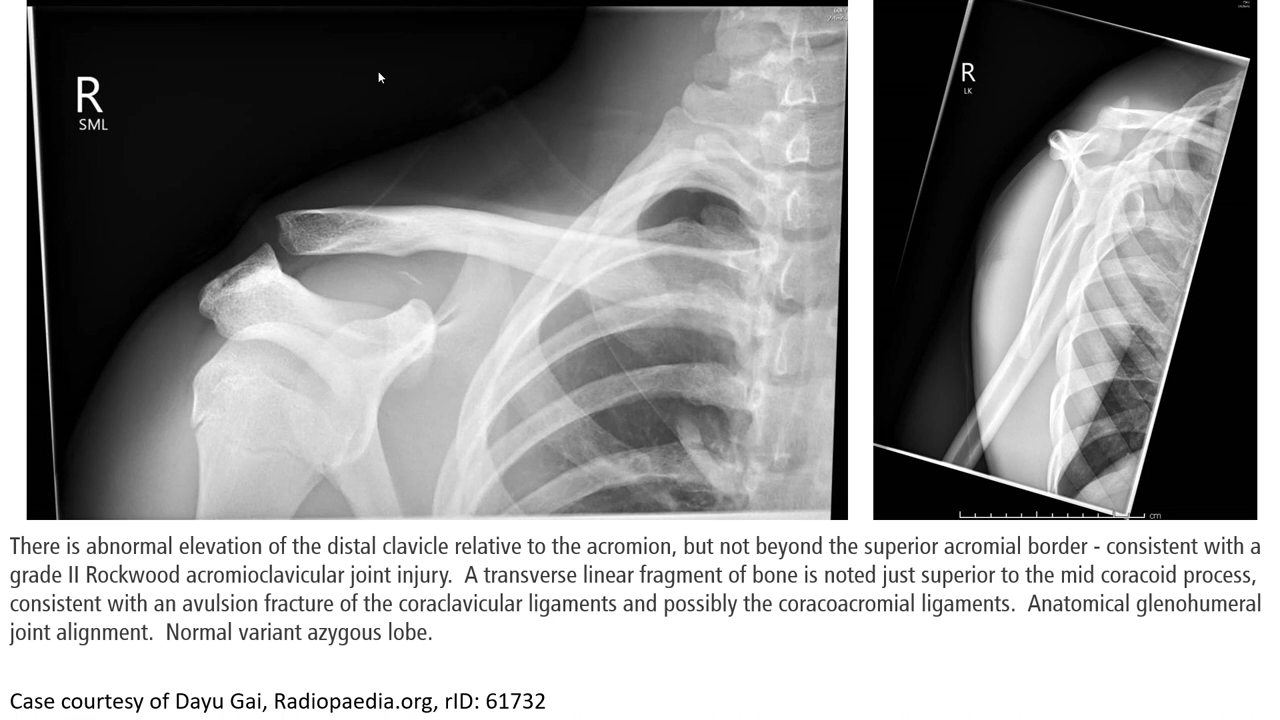 R
SML
R
LK
cm
There is abnormal elevation of the distal clavicle relative to the acromion, but not beyond the superior acromial border - consistent with a
grade II Rockwood acromioclavicular joint injury.  A transverse linear fragment of bone is noted just superior to the mid coracoid process,
consistent with an avulsion fracture of the coraclavicular ligaments and possibly the coracoacromial ligaments.  Anatomical glenohumeral
joint alignment.  Normal variant azygous lobe.
Case courtesy of Dayu Gai, Radiopaedia.org, rID: 61732